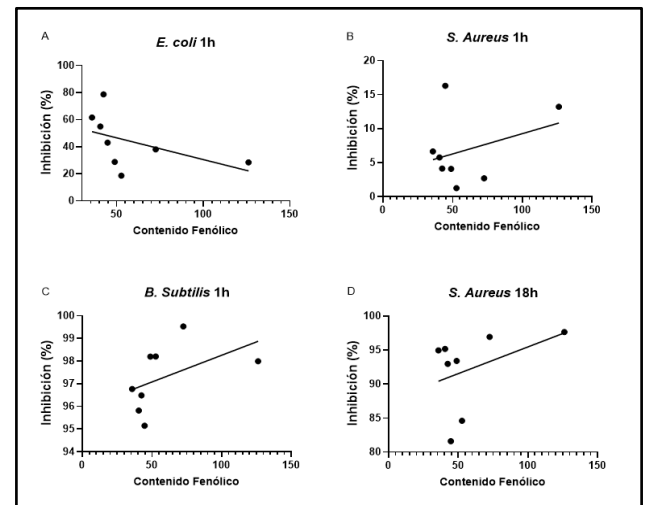 A
E. coli 1h
Inhibición (%)
100
80
60
40
20
0
50
100
150
Contenido Fenólico
B
S. Aureus 1h
Inhibición (%)
20
15
10
5
0
0
50
100
150
Contenido Fenólico
C
B. Subtilis 1h
Inhibición (%)
100
99
98
97
96
95
94
0
50
100
150
Contenido Fenólico
D
S. Aureus 18h
Inhibición (%)
100
95
90
85
80
0
50
100
150
Contenido Fenólico